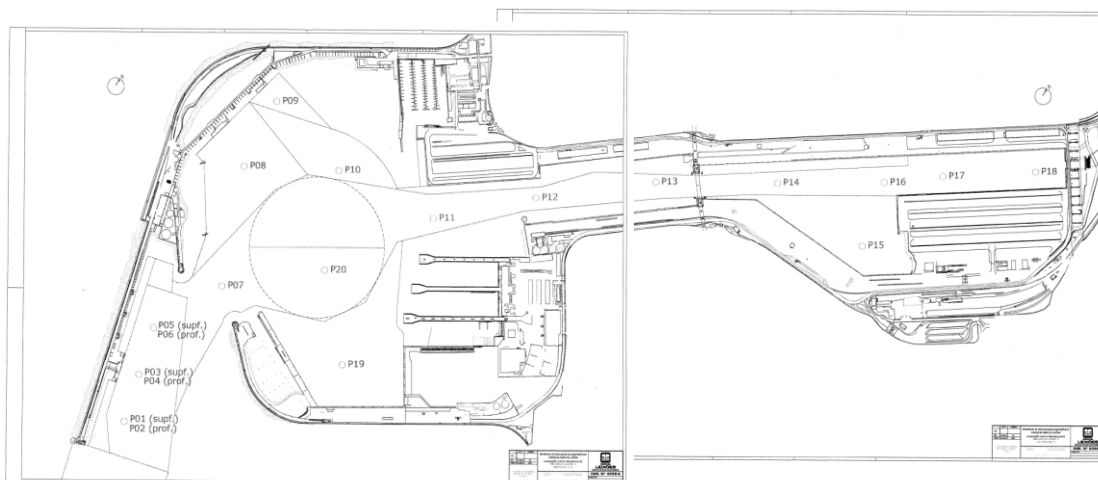 P09
P08
P10
P11
P12
P13
P14
P16
P17
P18
P15
P20
P07
P05 (supf.)
P06 (prof.)
P03 (supf.)
P04 (prof.)
P19
P01 (supf.)
P02 (prof.)
LEIXÕES